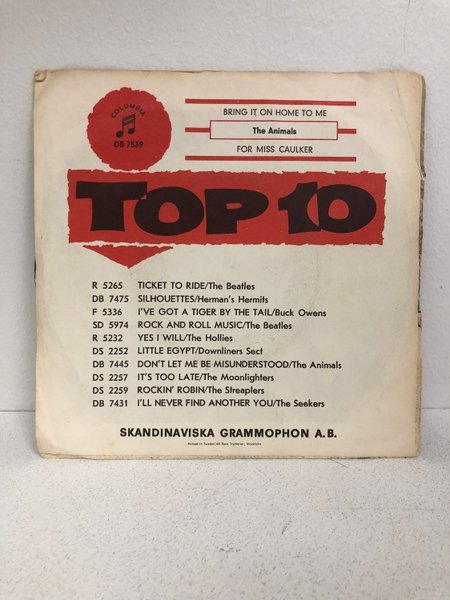 COLUMBIA
DB 7539
BRING IT ON HOME TO ME
The Animals
FOR MISS CAULKER
TOP 10
R 5265 TICKET TO RIDE/The Beatles
DB 7475 SILHOUETTES/Herman's Hermits
F 5336 I'VE GOT A TIGER BY THE TAIL/Buck Owens
SD 5974 ROCK AND ROLL MUSIC/The Beatles
R 5232 YES I WILL/The Hollies
DS 2252 LITTLE EGYPT/Downliners Sect
DB 7445 DON'T LET ME BE MISUNDERSTOOD/The Animals
DS 2257 IT'S TOO LATE/The Moonlighters
DS 2259 ROCKIN' ROBIN/The Streaplers
DB 7431 I'LL NEVER FIND ANOTHER YOU/The Seekers
SKANDINAVISKA GRAMMOPHON A.B.
Printed in Sweden